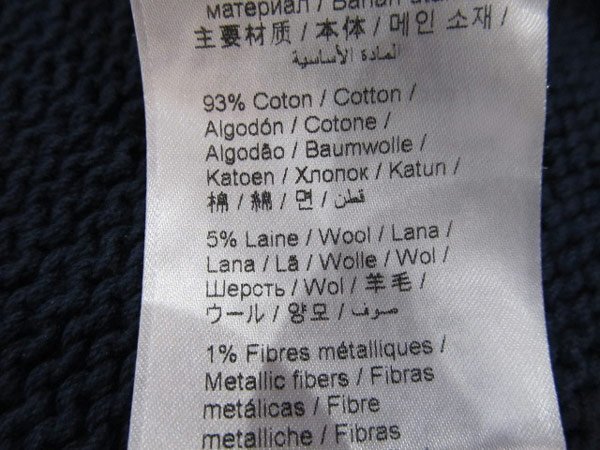 материал / Bahan utama
主要材质 / 本体 / 메인 소재 /
المادة الأساسية
93% Coton / Cotton /
Algodón / Cotone /
Algodão / Baumwolle /
Katoen / Хлопок / Katun /
棉 / 綿 / 면 / قطن
5% Laine / Wool / Lana /
Lana / Lã / Wolle / Wol /
Шерсть / Wol / 羊毛 /
ウール / 양모 / صوف
1% Fibres métalliques /
Metallic fibers / Fibras
metálicas / Fibre
metalliche / Fibras